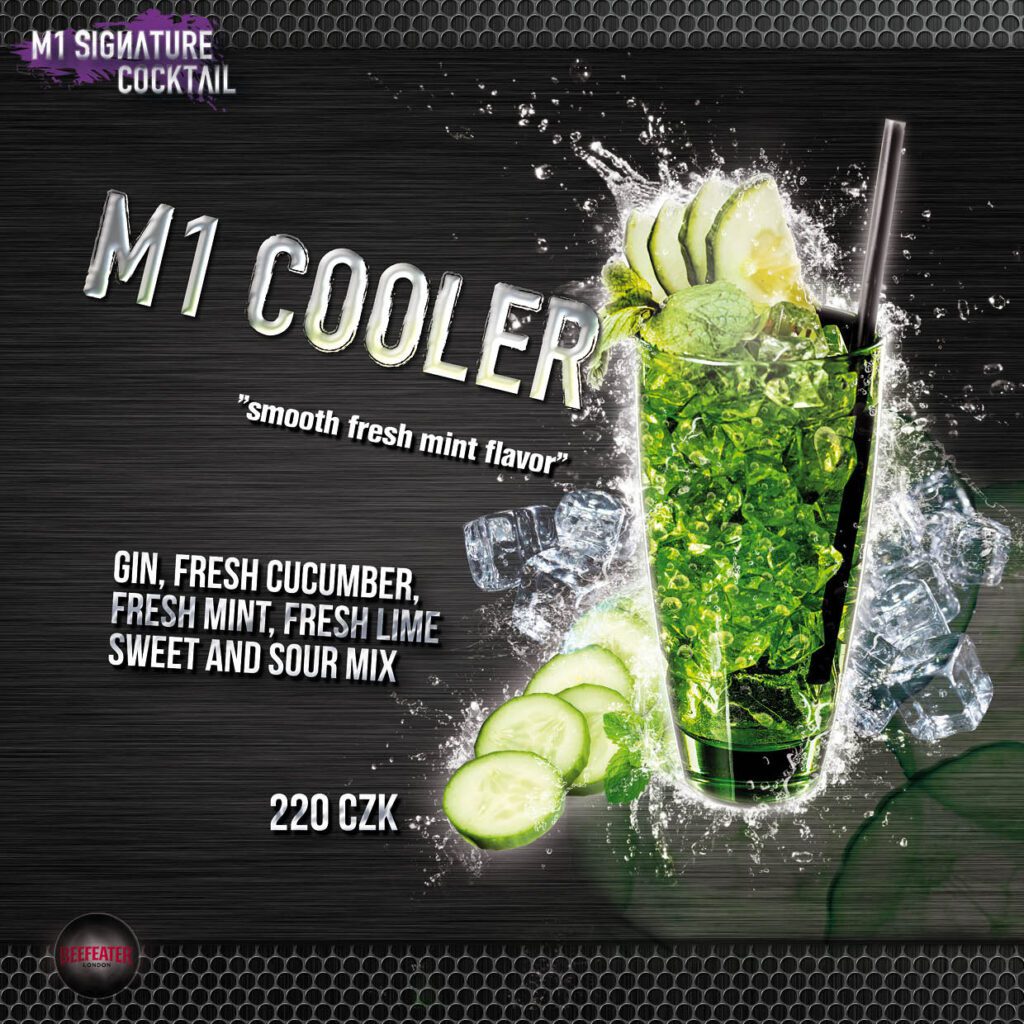 M1 SIGNATURE
COCKTAIL
M1 COOLER
”smooth fresh mint flavor”
GIN, FRESH CUCUMBER,
FRESH MINT, FRESH LIME
SWEET AND SOUR MIX
220 CZK
BEEFEATER
LONDON